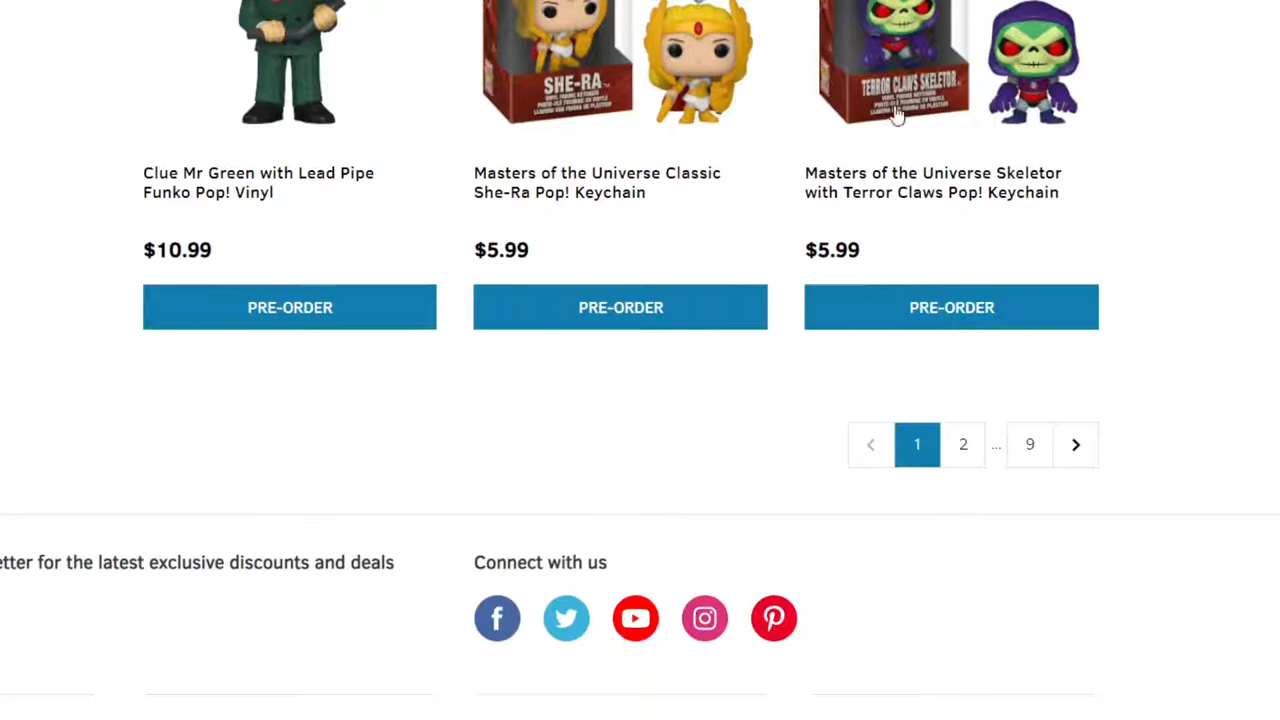 SHE-RA
TERROR CLAWS SKELETOR
Clue Mr Green with Lead Pipe
Funko Pop! Vinyl
Masters of the Universe Classic
She-Ra Pop! Keychain
Masters of the Universe Skeletor
with Terror Claws Pop! Keychain
$10.99
$5.99
$5.99
PRE-ORDER
PRE-ORDER
PRE-ORDER
1
2
...
9
etter for the latest exclusive discounts and deals
Connect with us